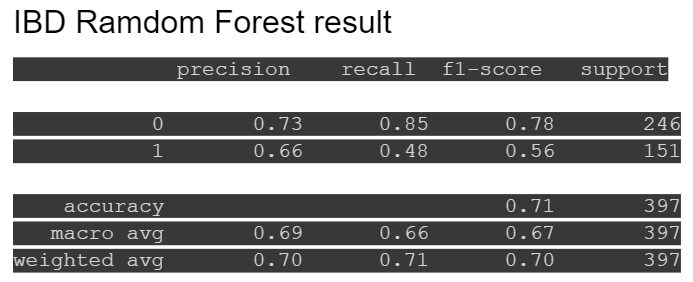 IBD Ramdom Forest result
precision recall f1-score support
0 0.73 0.85 0.78 246
1 0.66 0.48 0.56 151
accuracy 0.71 397
macro avg 0.69 0.66 0.67 397
weighted avg 0.70 0.71 0.70 397